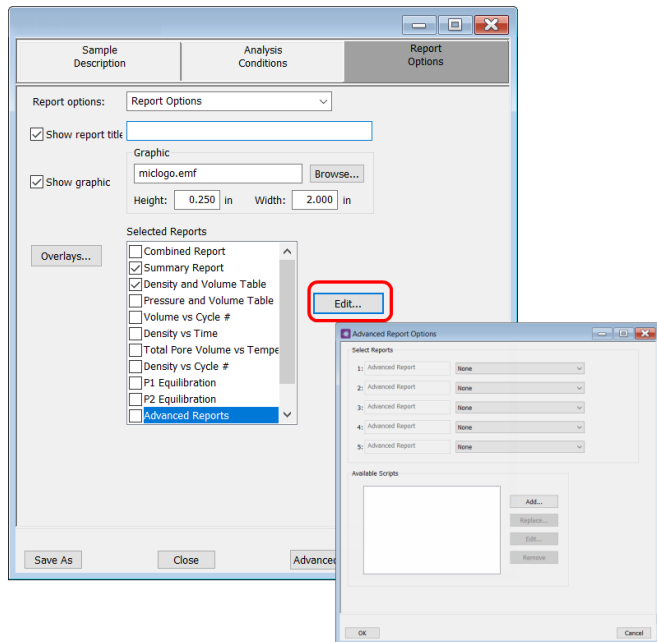 Sample
Description
Analysis
Conditions
Report
Options
Report options:
Report Options
Show report title
Graphic
Show graphic
miclogo.emf
Browse...
Height: 0.250 in Width: 2.000 in
Selected Reports
Overlays...
Combined Report
Summary Report
Density and Volume Table
Pressure and Volume Table
Volume vs Cycle #
Density vs Time
Total Pore Volume vs Tempe
Density vs Cycle #
P1 Equilibration
P2 Equilibration
Advanced Reports
Edit...
Save As
Close
Advanced
Advanced Report Options
Select Reports
1: Advanced Report None
2: Advanced Report None
3: Advanced Report None
4: Advanced Report None
5: Advanced Report None
Available Scripts
Add...
Replace...
Edit...
Remove
OK
Cancel